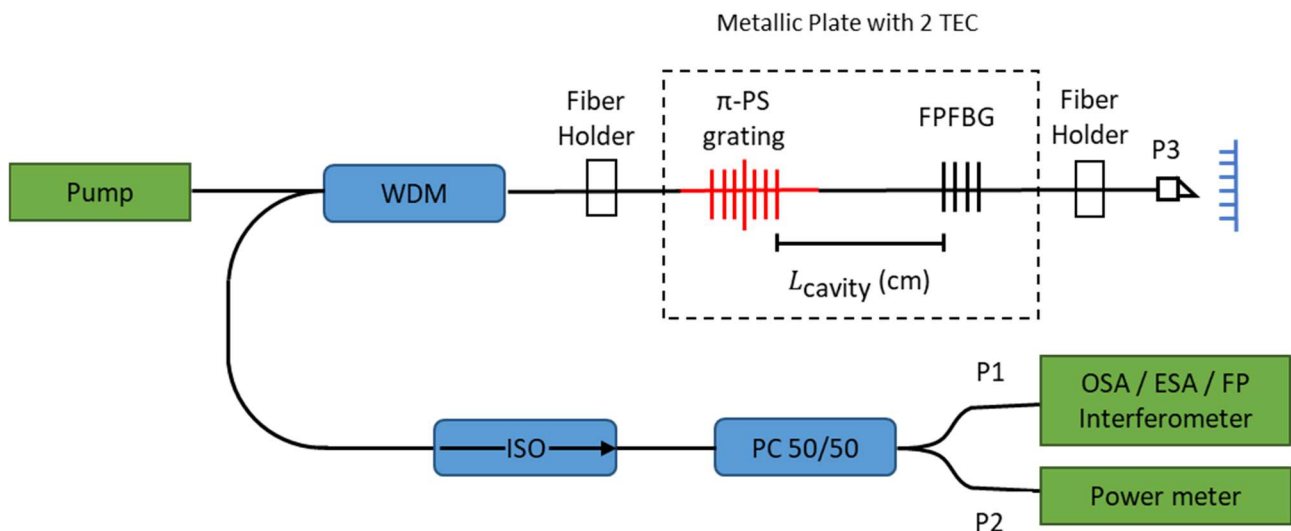 Metallic Plate with 2 TEC
Fiber
Holder
π-PS
grating
FPFBG
Fiber
Holder
P3
Pump
WDM
Lcavity (cm)
P1
OSA / ESA / FP
Interferometer
ISO
PC 50/50
Power meter
P2